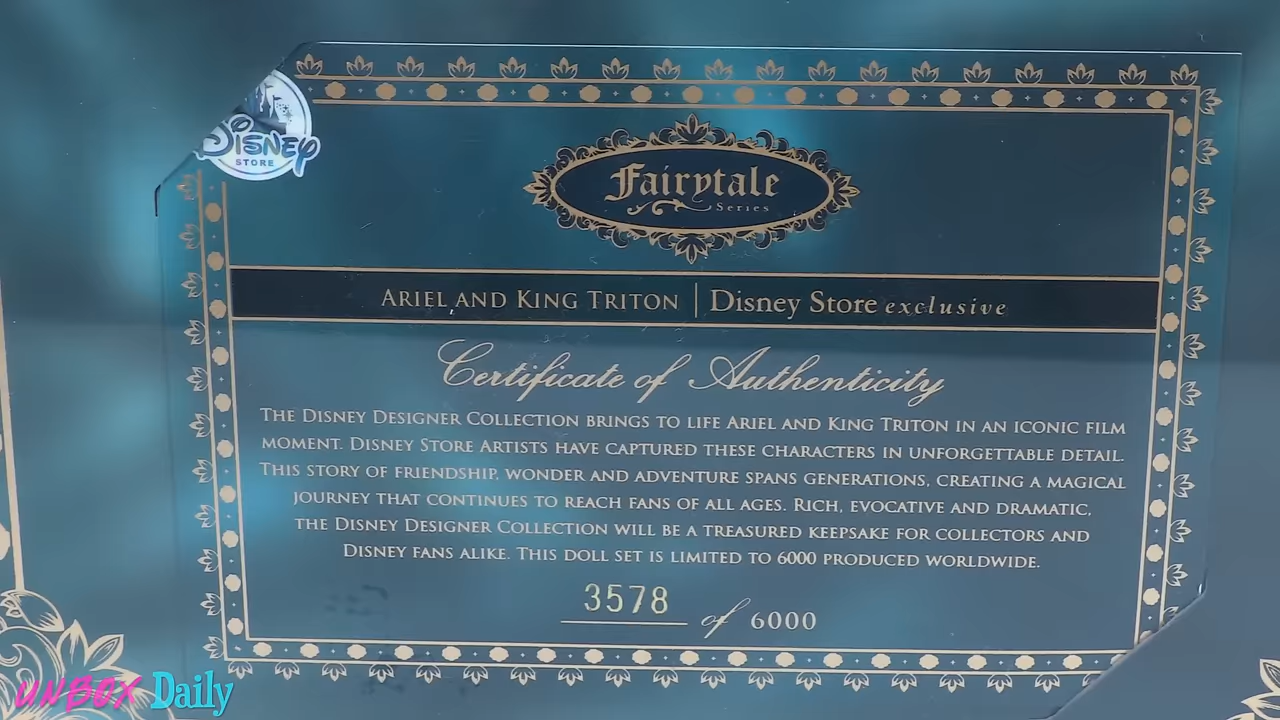 Disney
STORE
Fairytale
Series
ARIEL AND KING TRITON | Disney Store exclusive
Certificate of Authenticity
THE DISNEY DESIGNER COLLECTION BRINGS TO LIFE ARIEL AND KING TRITON IN AN ICONIC FILM
MOMENT. DISNEY STORE ARTISTS HAVE CAPTURED THESE CHARACTERS IN UNFORGETTABLE DETAIL.
THIS STORY OF FRIENDSHIP, WONDER AND ADVENTURE SPANS GENERATIONS, CREATING A MAGICAL
JOURNEY THAT CONTINUES TO REACH FANS OF ALL AGES. RICH, EVOCATIVE AND DRAMATIC,
THE DISNEY DESIGNER COLLECTION WILL BE A TREASURED KEEPSAKE FOR COLLECTORS AND
DISNEY FANS ALIKE. THIS DOLL SET IS LIMITED TO 6000 PRODUCED WORLDWIDE.
3578 of 6000
UNBOX Daily